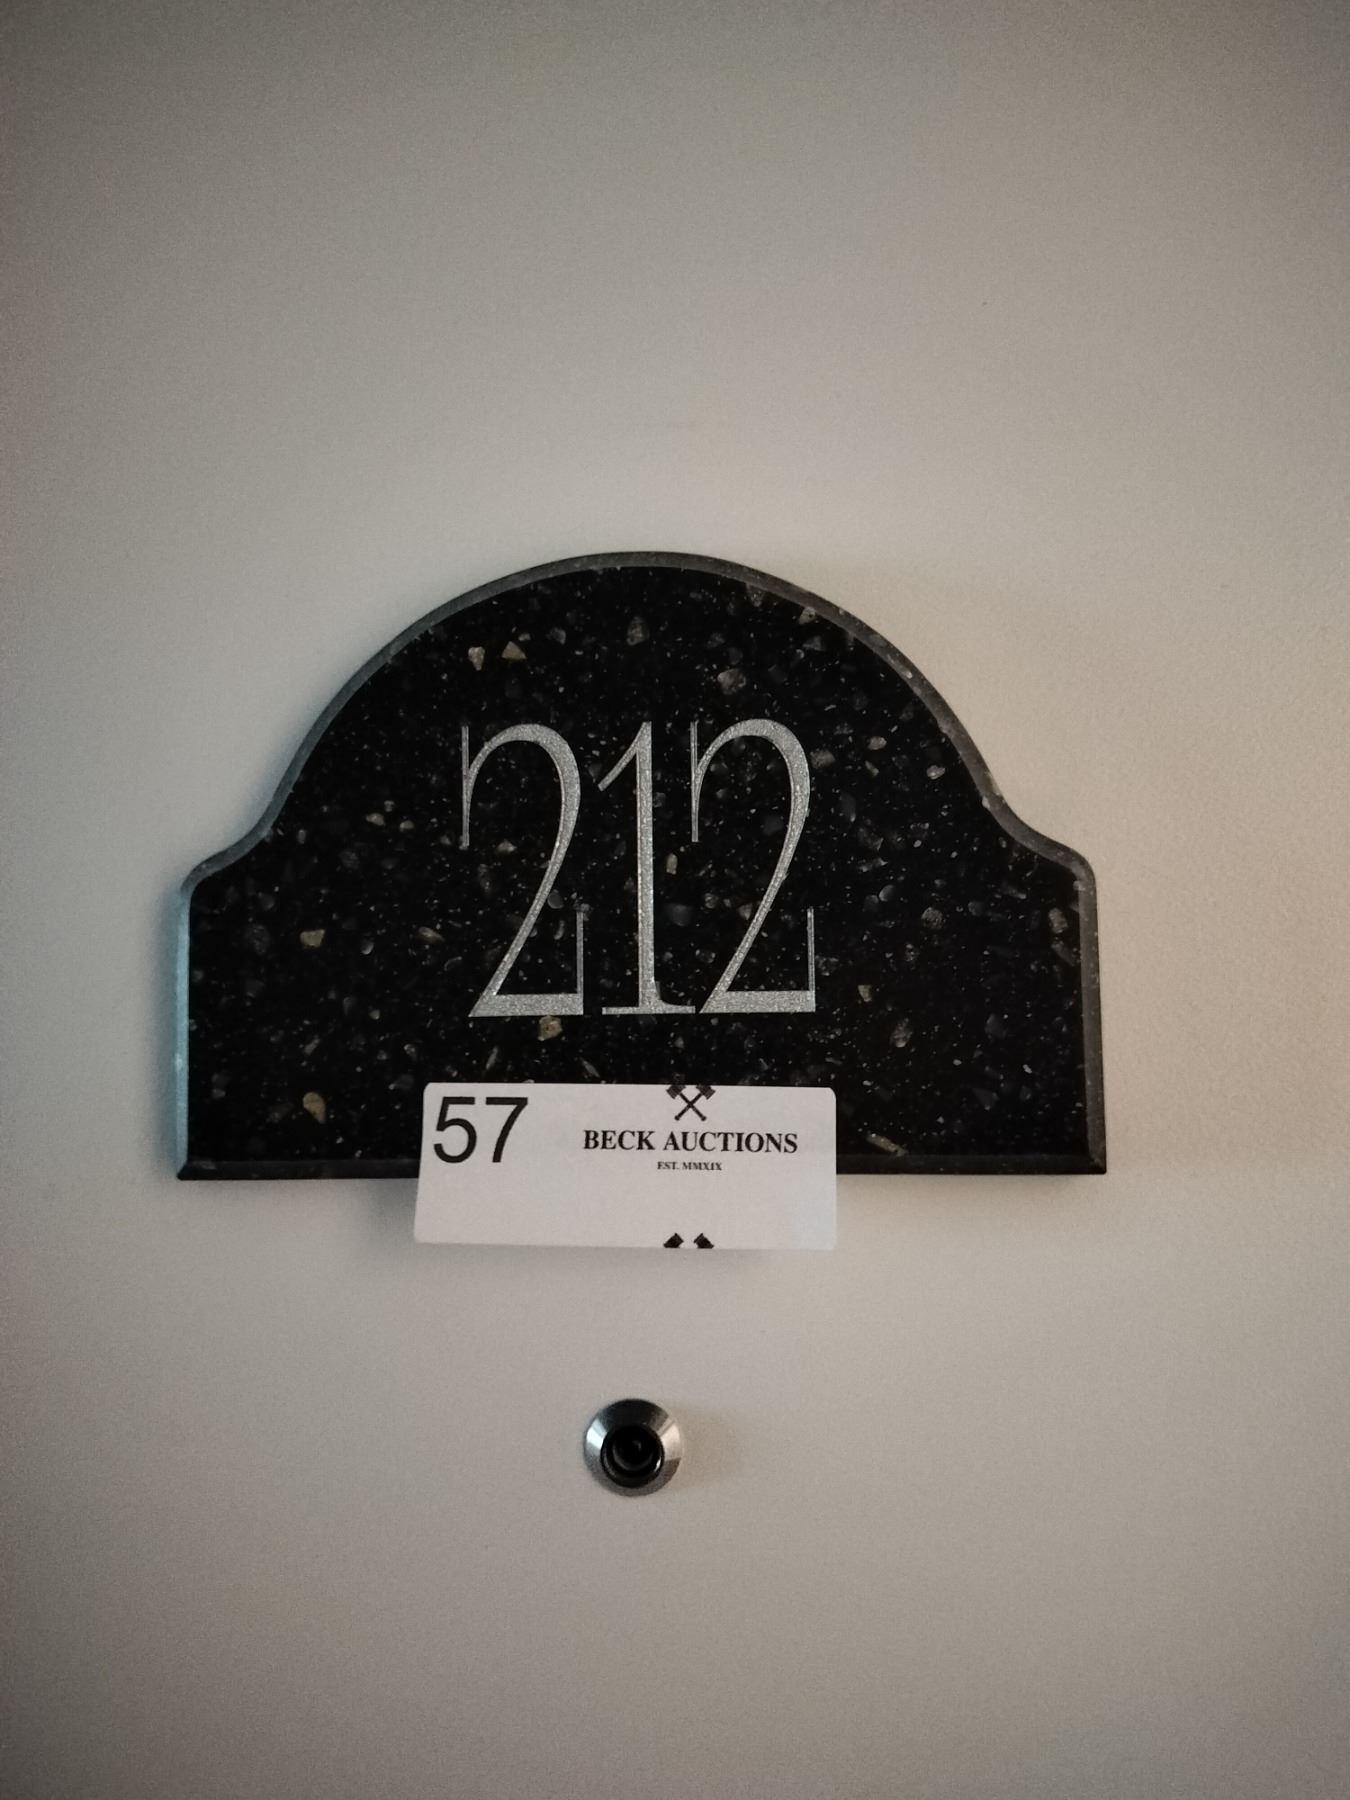 212
57
BECK AUCTIONS
EST. MMXIX